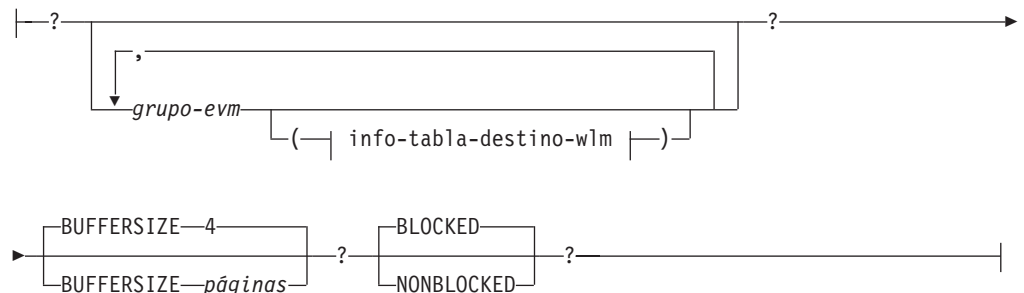 ? ?
,
grupo-evm
( info-tabla-destino-wlm )
BUFFERSIZE 4 BLOCKED
? ?
BUFFERSIZE páginas NONBLOCKED